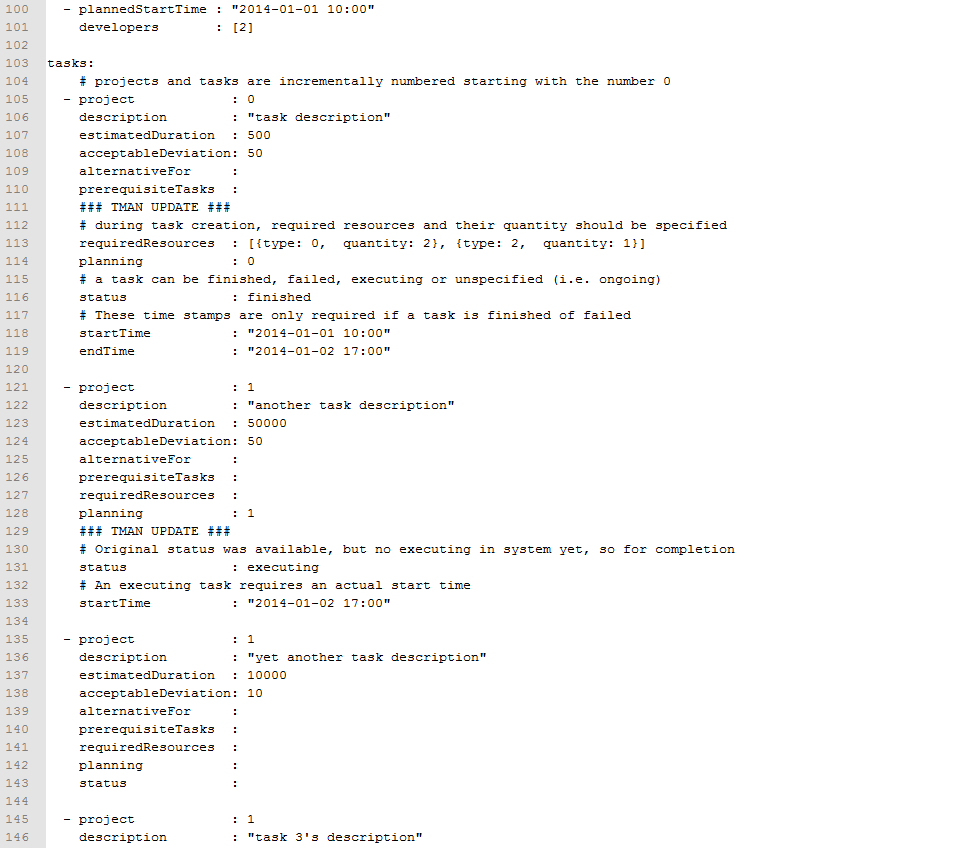 100   - plannedStartTime : "2014-01-01 10:00"
101     developers       : [2]
102
103 tasks:
104     # projects and tasks are incrementally numbered starting with the number 0
105   - project            : 0
106     description        : "task description"
107     estimatedDuration  : 500
108     acceptableDeviation: 50
109     alternativeFor     :
110     prerequisiteTasks  :
111     ### TMAN UPDATE ###
112     # during task creation, required resources and their quantity should be specified
113     requiredResources  : [{type: 0,  quantity: 2}, {type: 2,  quantity: 1}]
114     planning           : 0
115     # a task can be finished, failed, executing or unspecified (i.e. ongoing)
116     status             : finished
117     # These time stamps are only required if a task is finished of failed
118     startTime          : "2014-01-01 10:00"
119     endTime            : "2014-01-02 17:00"
120
121   - project            : 1
122     description        : "another task description"
123     estimatedDuration  : 50000
124     acceptableDeviation: 50
125     alternativeFor     :
126     prerequisiteTasks  :
127     requiredResources  :
128     planning           : 1
129     ### TMAN UPDATE ###
130     # Original status was available, but no executing in system yet, so for completion
131     status             : executing
132     # An executing task requires an actual start time
133     startTime          : "2014-01-02 17:00"
134
135   - project            : 1
136     description        : "yet another task description"
137     estimatedDuration  : 10000
138     acceptableDeviation: 10
139     alternativeFor     :
140     prerequisiteTasks  :
141     requiredResources  :
142     planning           :
143     status             :
144
145   - project            : 1
146     description        : "task 3's description"